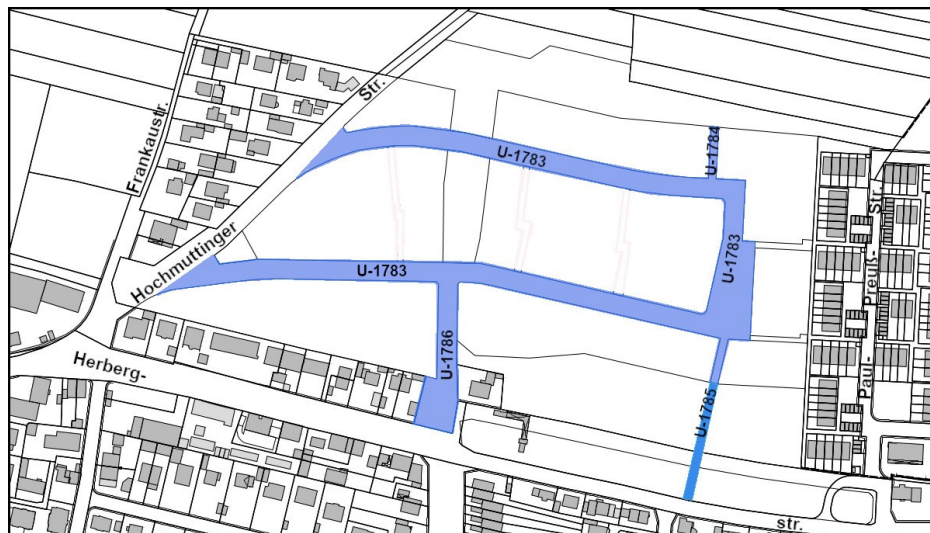 Frankaustr.
Str.
Hochmuttinger
U-1783
U-1784
U-1783
U-1783
U-1786
U-1785
Herberg-
str.
Paul-
Preuß-
Str.